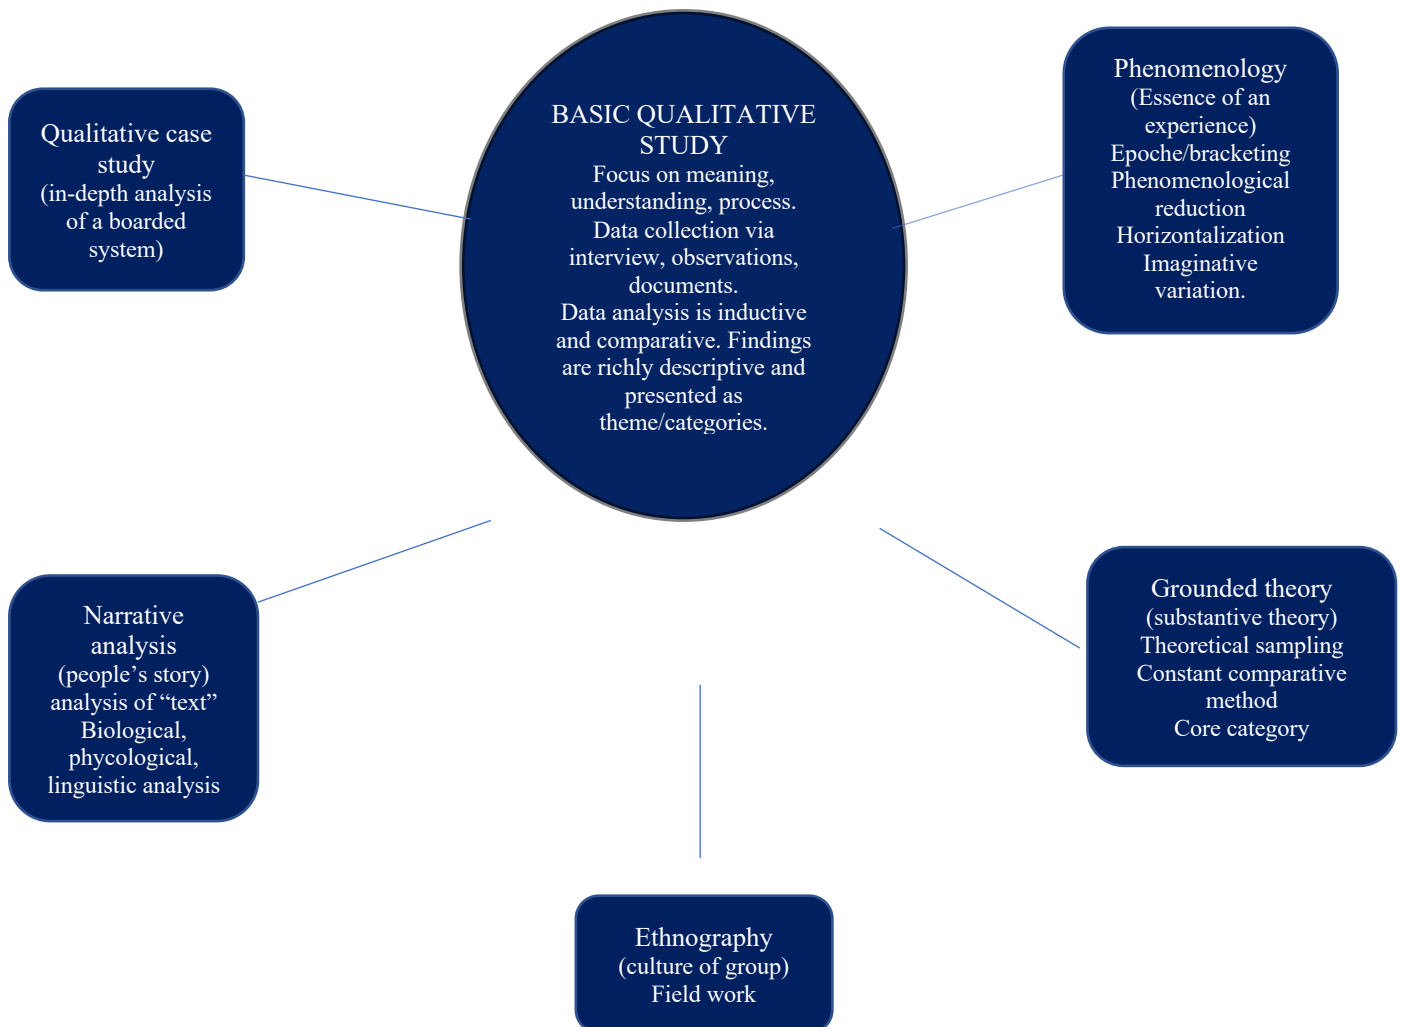 BASIC QUALITATIVE
STUDY
Focus on meaning,
understanding, process.
Data collection via
interview, observations,
documents.
Data analysis is inductive
and comparative. Findings
are richly descriptive and
presented as
theme/categories.
Qualitative case
study
(in-depth analysis
of a boarded
system)
Phenomenology
(Essence of an
experience)
Epoche/bracketing
Phenomenological
reduction
Horizontalization
Imaginative
variation.
Narrative
analysis
(people’s story)
analysis of “text”
Biological,
phycological,
linguistic analysis
Grounded theory
(substantive theory)
Theoretical sampling
Constant comparative
method
Core category
Ethnography
(culture of group)
Field work